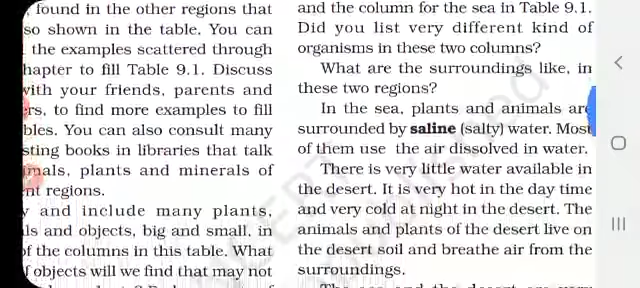 found in the other regions that
so shown in the table. You can
the examples scattered through
hapter to fill Table 9.1. Discuss
with your friends, parents and
rs, to find more examples to fill
bles. You can also consult many
sting books in libraries that talk
imals, plants and minerals of
nt regions.
y and include many plants,
ls and objects, big and small, in
of the columns in this table. What
f objects will we find that may not
and the column for the sea in Table 9.1.
Did you list very different kind of
organisms in these two columns?
What are the surroundings like, in
these two regions?
In the sea, plants and animals are
surrounded by saline (salty) water. Most
of them use the air dissolved in water.
There is very little water available in
the desert. It is very hot in the day time
and very cold at night in the desert. The
animals and plants of the desert live on
the desert soil and breathe air from the
surroundings.